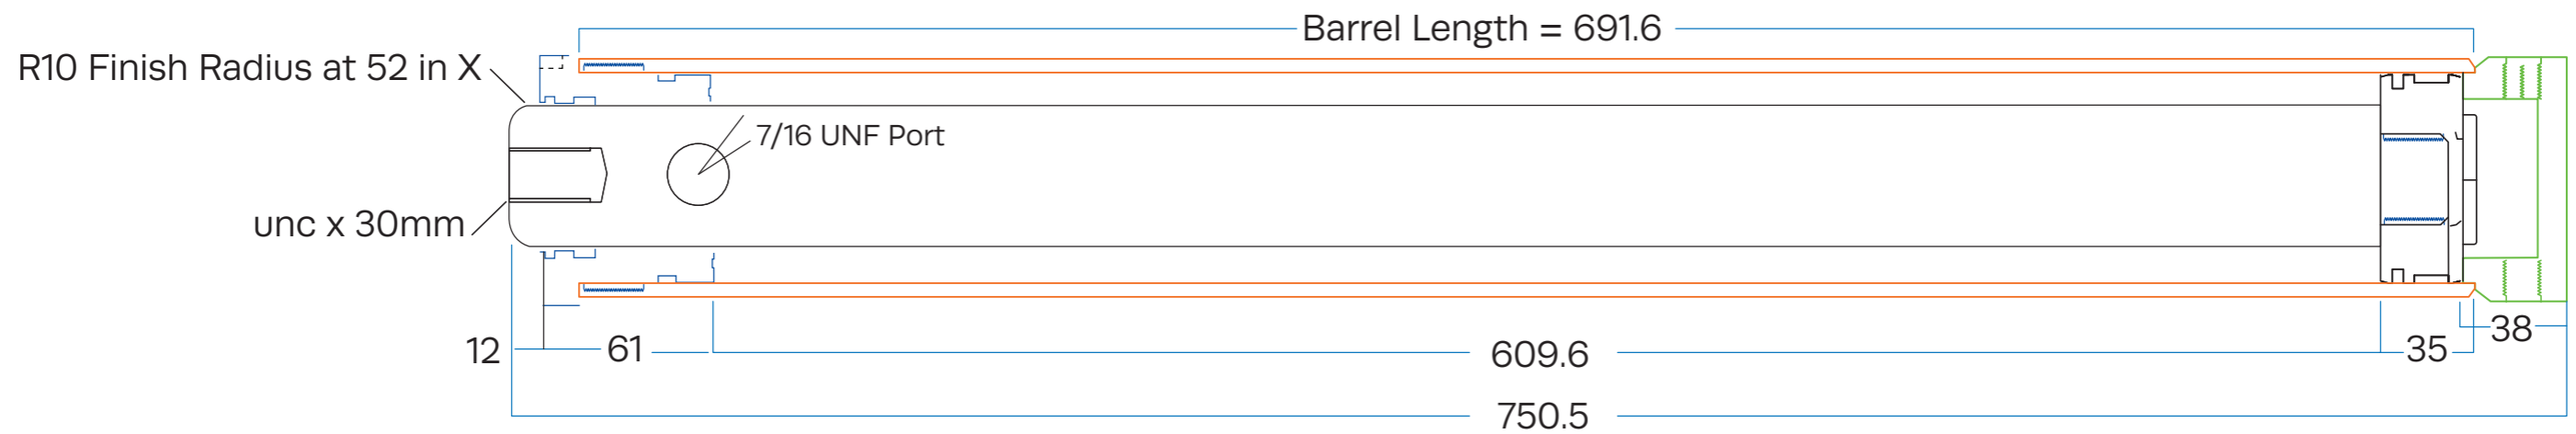 Barrel Length = 691.6
R10 Finish Radius at 52 in X
7/16 UNF Port
unc x 30mm
12
61
609.6
35
38
750.5